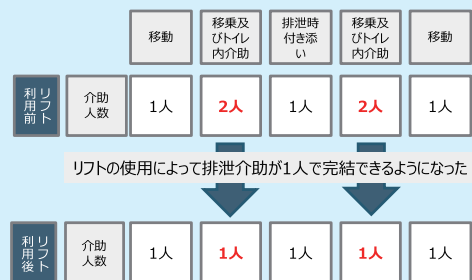 移動
移乗及
びトイレ
内介助
排泄時
付き添
い
移乗及
びトイレ
内介助
移動
リフト
利用前
介助
人数
1人
2人
1人
2人
1人
リフトの使用によって排泄介助が1人で完結できるようになった
リフト
利用後
介助
人数
1人
1人
1人
1人
1人